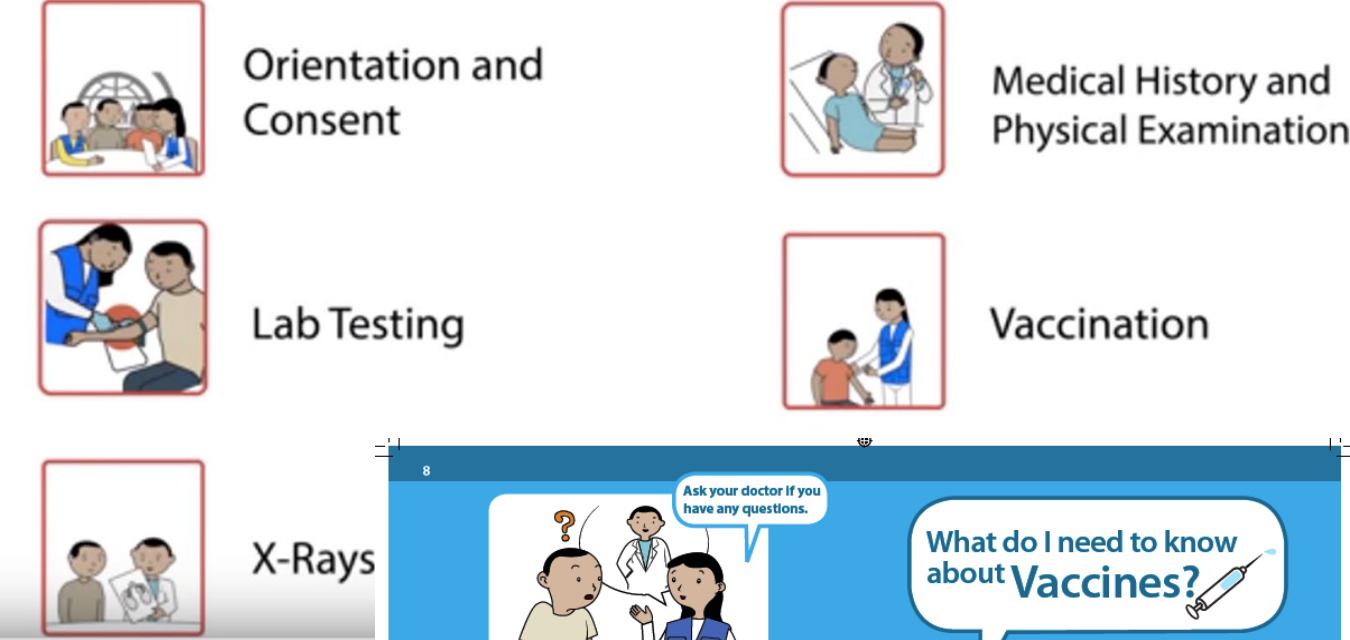 Orientation and
Consent
Medical History and
Physical Examination
Lab Testing
Vaccination
X-Rays
8
Ask your doctor if you
have any questions.
?
What do I need to know
about Vaccines?